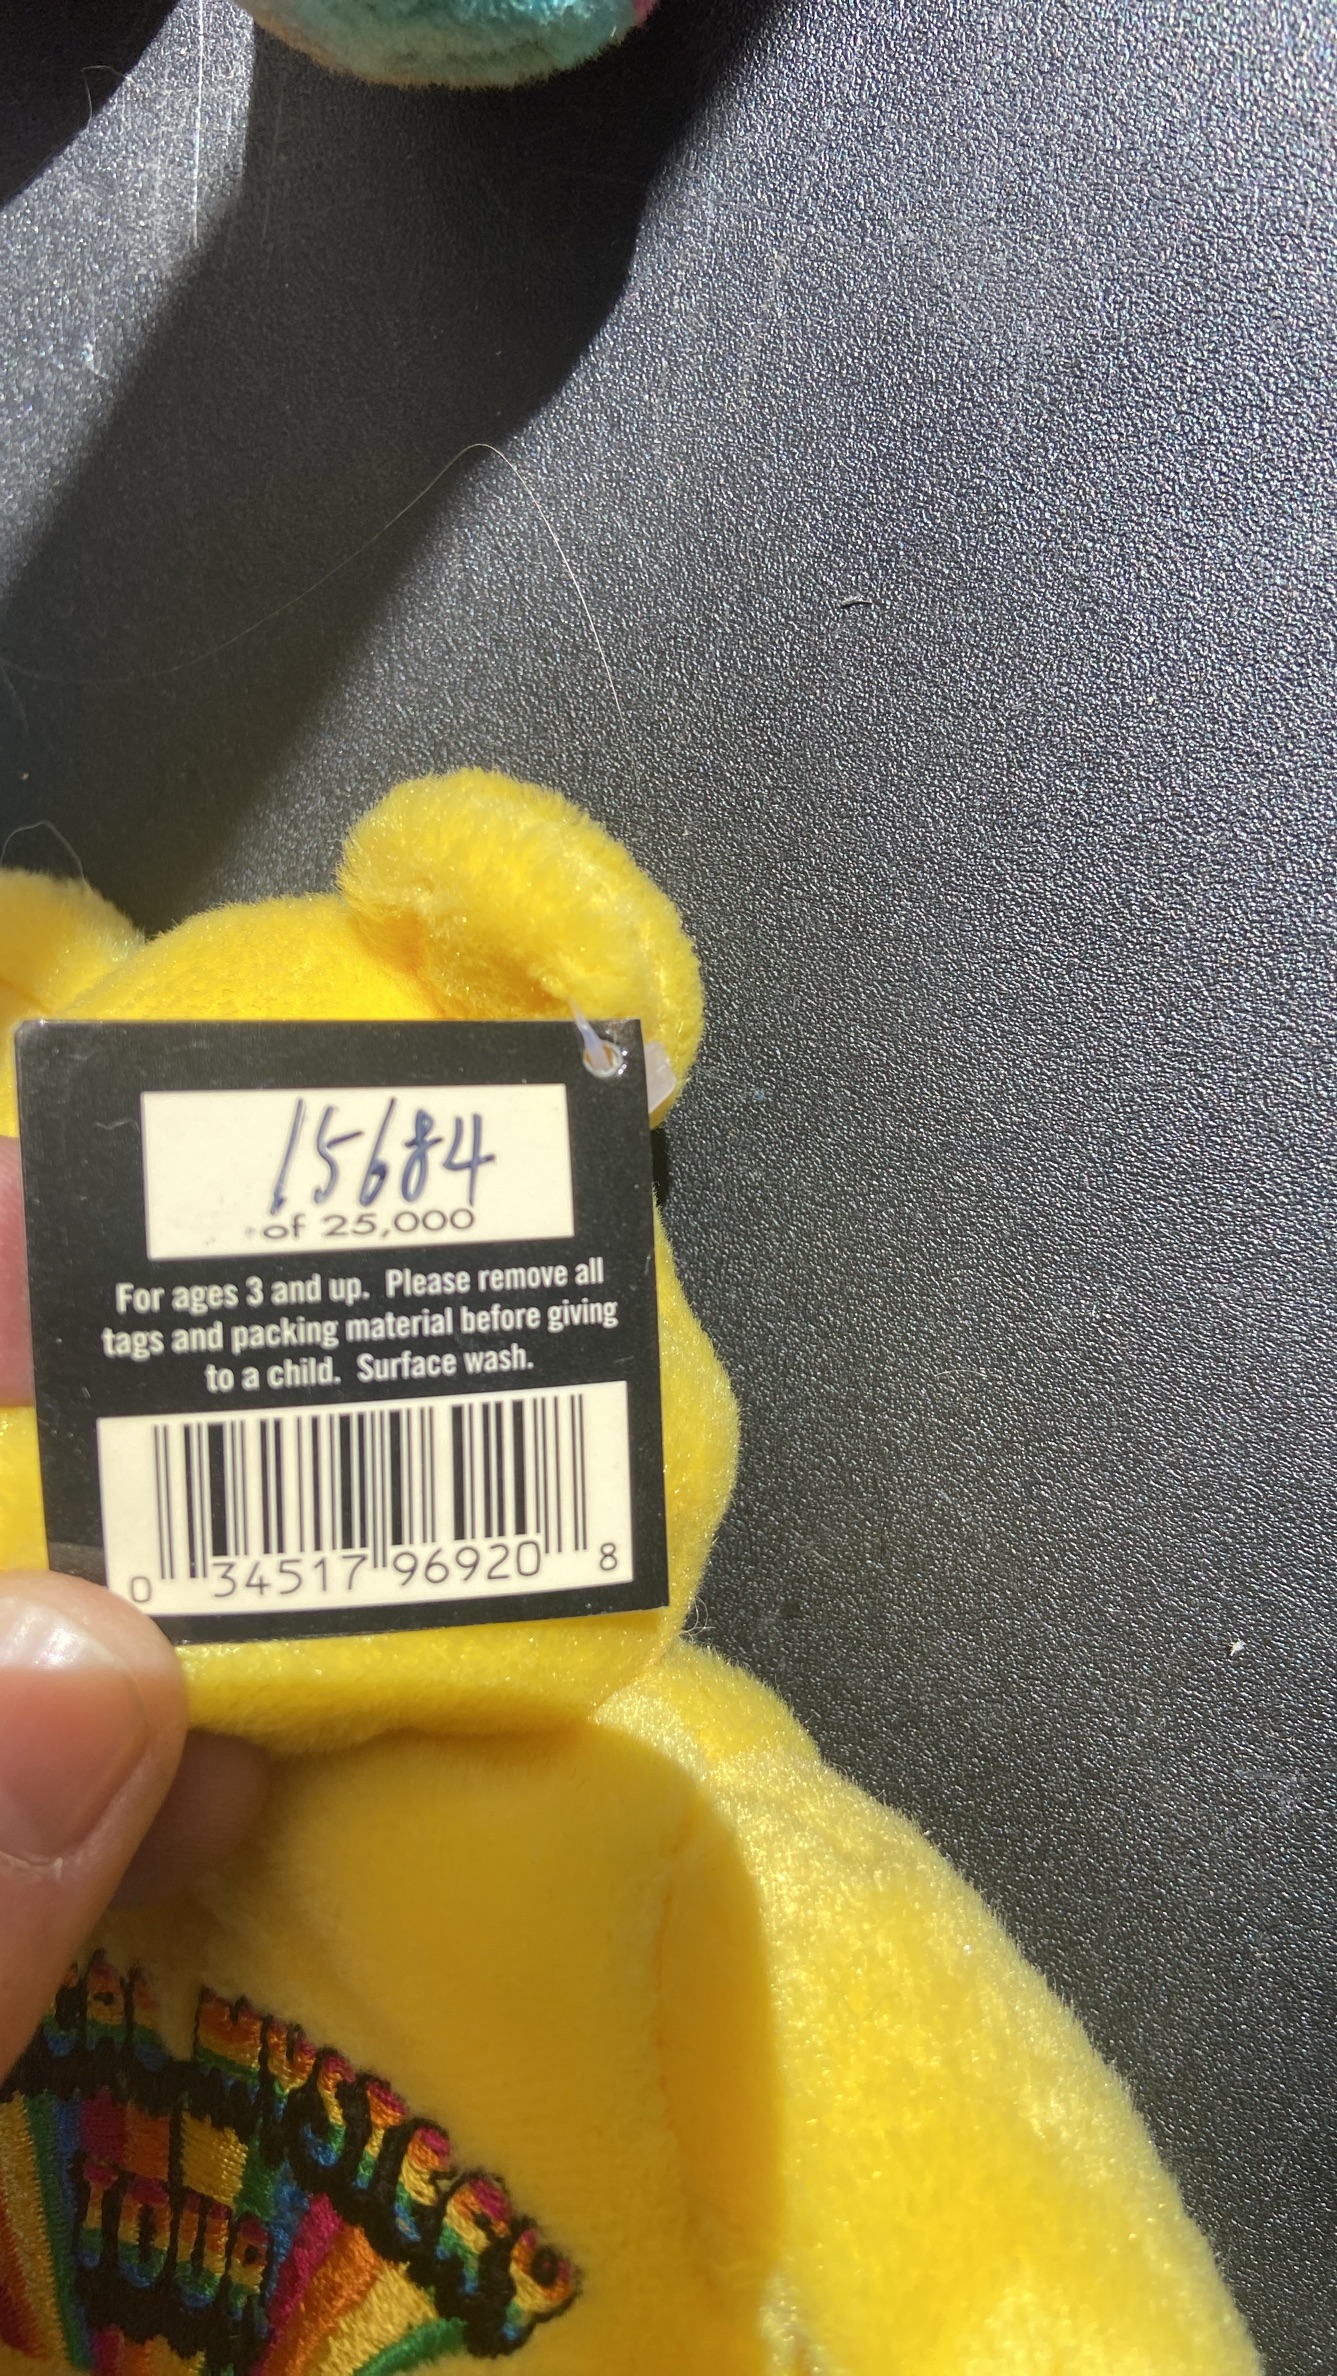 15684
of 25,000
For ages 3 and up. Please remove all
tags and packing material before giving
to a child. Surface wash.
0 34517 96920 8
TOUR